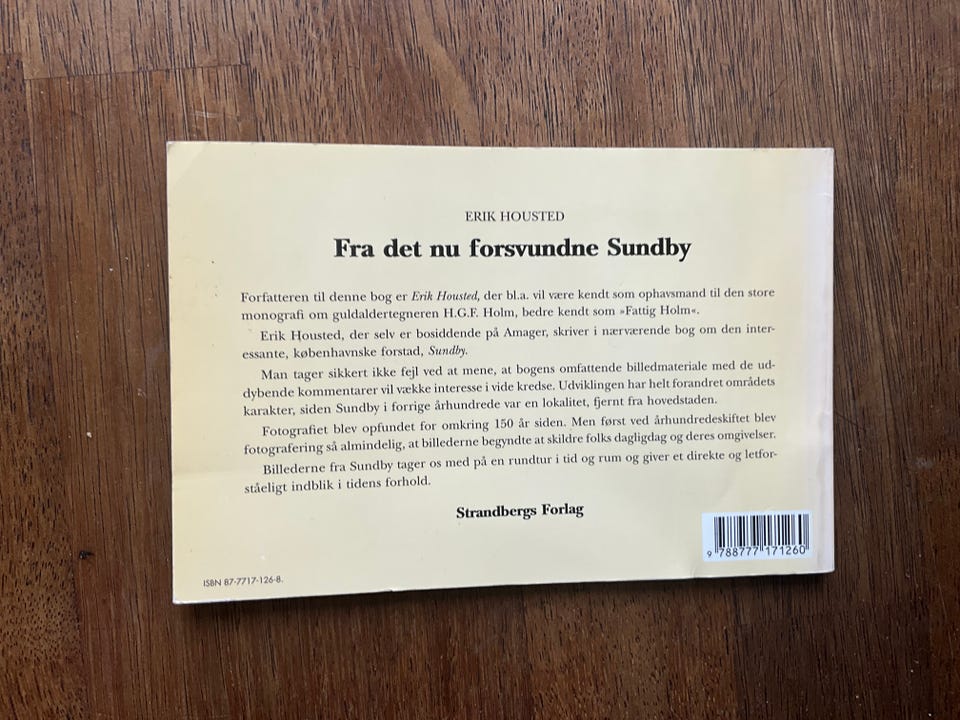 ERIK HOUSTED
Fra det nu forsvundne Sundby
Forfatteren til denne bog er Erik Housted, der bl.a. vil være kendt som ophavsmand til den store
monografi om guldaldertegneren H.G.F. Holm, bedre kendt som »Fattig Holm«.
Erik Housted, der selv er bosiddende på Amager, skriver i nærværende bog om den inter-
essante, københavnske forstad, Sundby.
Man tager sikkert ikke fejl ved at mene, at bogens omfattende billedmateriale med de ud-
dybende kommentarer vil vække interesse i vide kredse. Udviklingen har helt forandret områdets
karakter, siden Sundby i forrige århundrede var en lokalitet, fjernt fra hovedstaden.
Fotografiet blev opfundet for omkring 150 år siden. Men først ved århundredeskiftet blev
fotografering så almindelig, at billederne begyndte at skildre folks dagligdag og deres omgivelser.
Billederne fra Sundby tager os med på en rundtur i tid og rum og giver et direkte og letfor-
ståeligt indblik i tidens forhold.
Strandbergs Forlag
9 788777 171260
ISBN 87-7717-126-8.